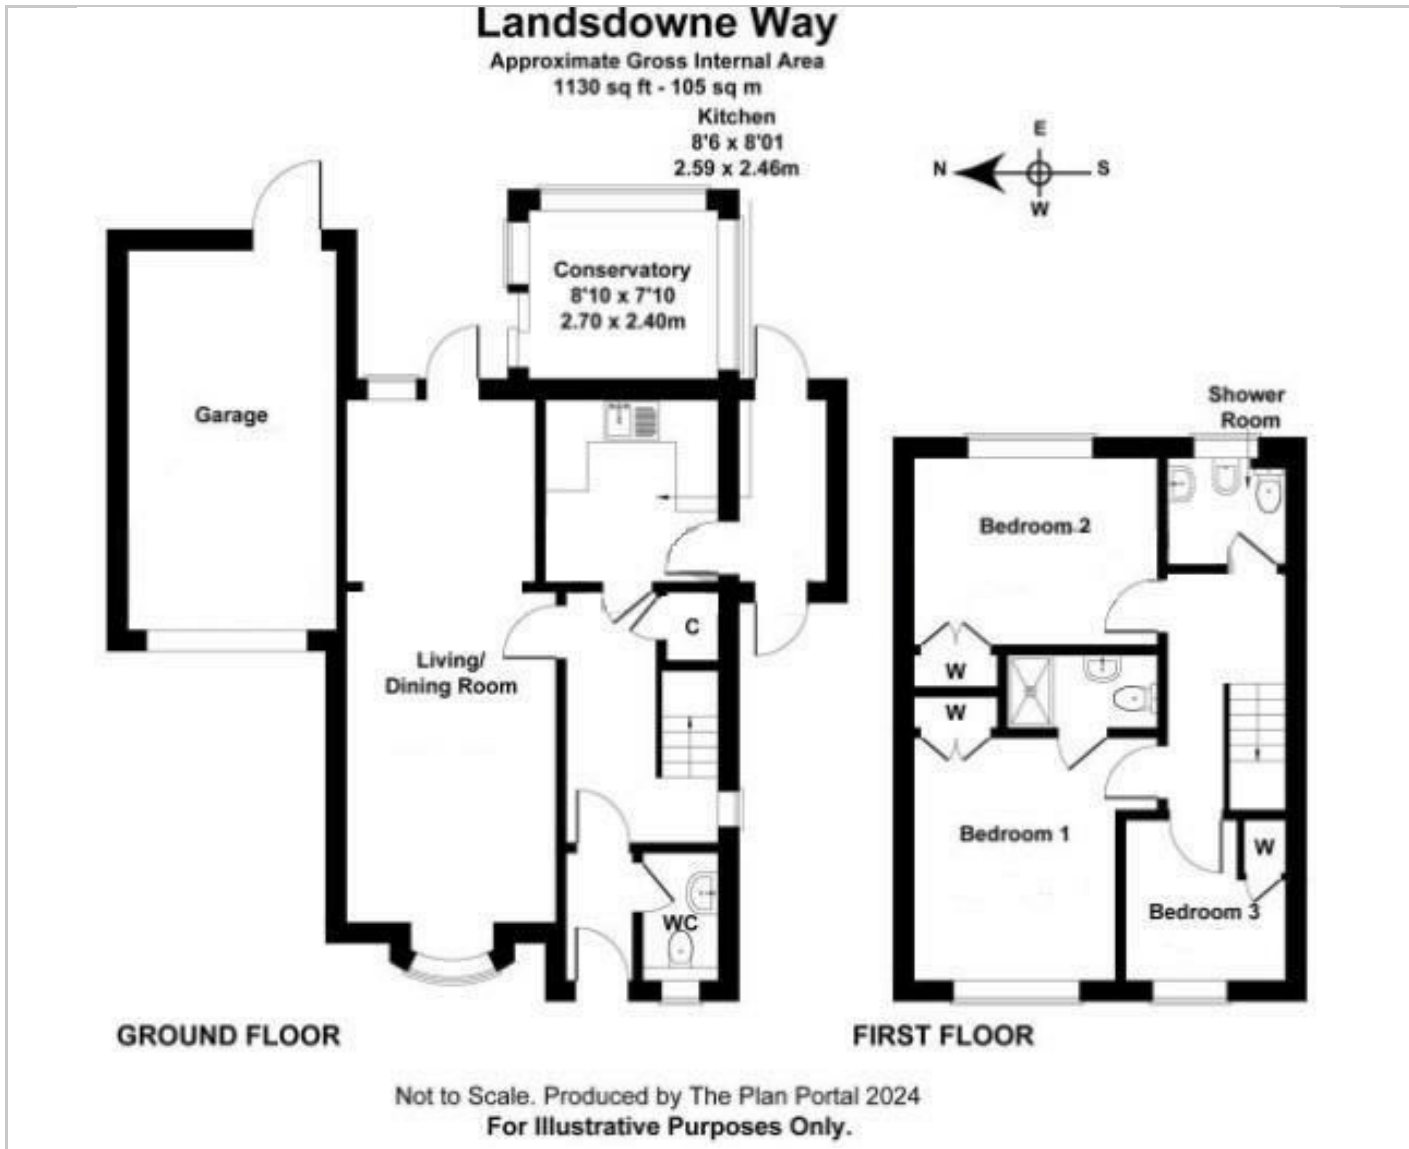 Landsdowne Way
Approximate Gross Internal Area
1130 sq ft - 105 sq m
Kitchen
8'6 x 8'01
2.59 x 2.46m
E
N
S
W
Conservatory
8'10 x 7'10
2.70 x 2.40m
Garage
Shower
Room
Bedroom 2
C
Living/
Dining Room
W
W
Bedroom 1
W
Bedroom 3
WC
GROUND FLOOR
FIRST FLOOR
Not to Scale. Produced by The Plan Portal 2024
For Illustrative Purposes Only.